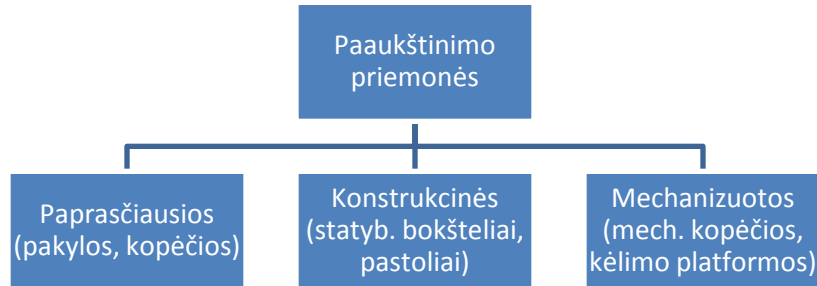 Paaukštinimo
priemonės
Paprasčiausios
(pakylos, kopėčios)
Konstrukcinės
(statyb. bokšteliai,
pastoliai)
Mechanizuotos
(mech. kopėčios,
kėlimo platformos)